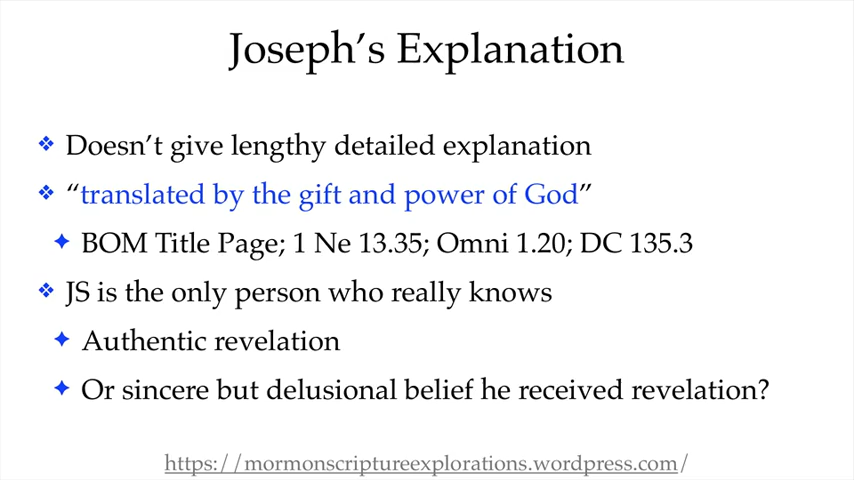 Joseph’s Explanation
❖ Doesn’t give lengthy detailed explanation
❖ “translated by the gift and power of God”
✦ BOM Title Page; 1 Ne 13.35; Omni 1.20; DC 135.3
❖ JS is the only person who really knows
✦ Authentic revelation
✦ Or sincere but delusional belief he received revelation?
https://mormonscriptureexplorations.wordpress.com/